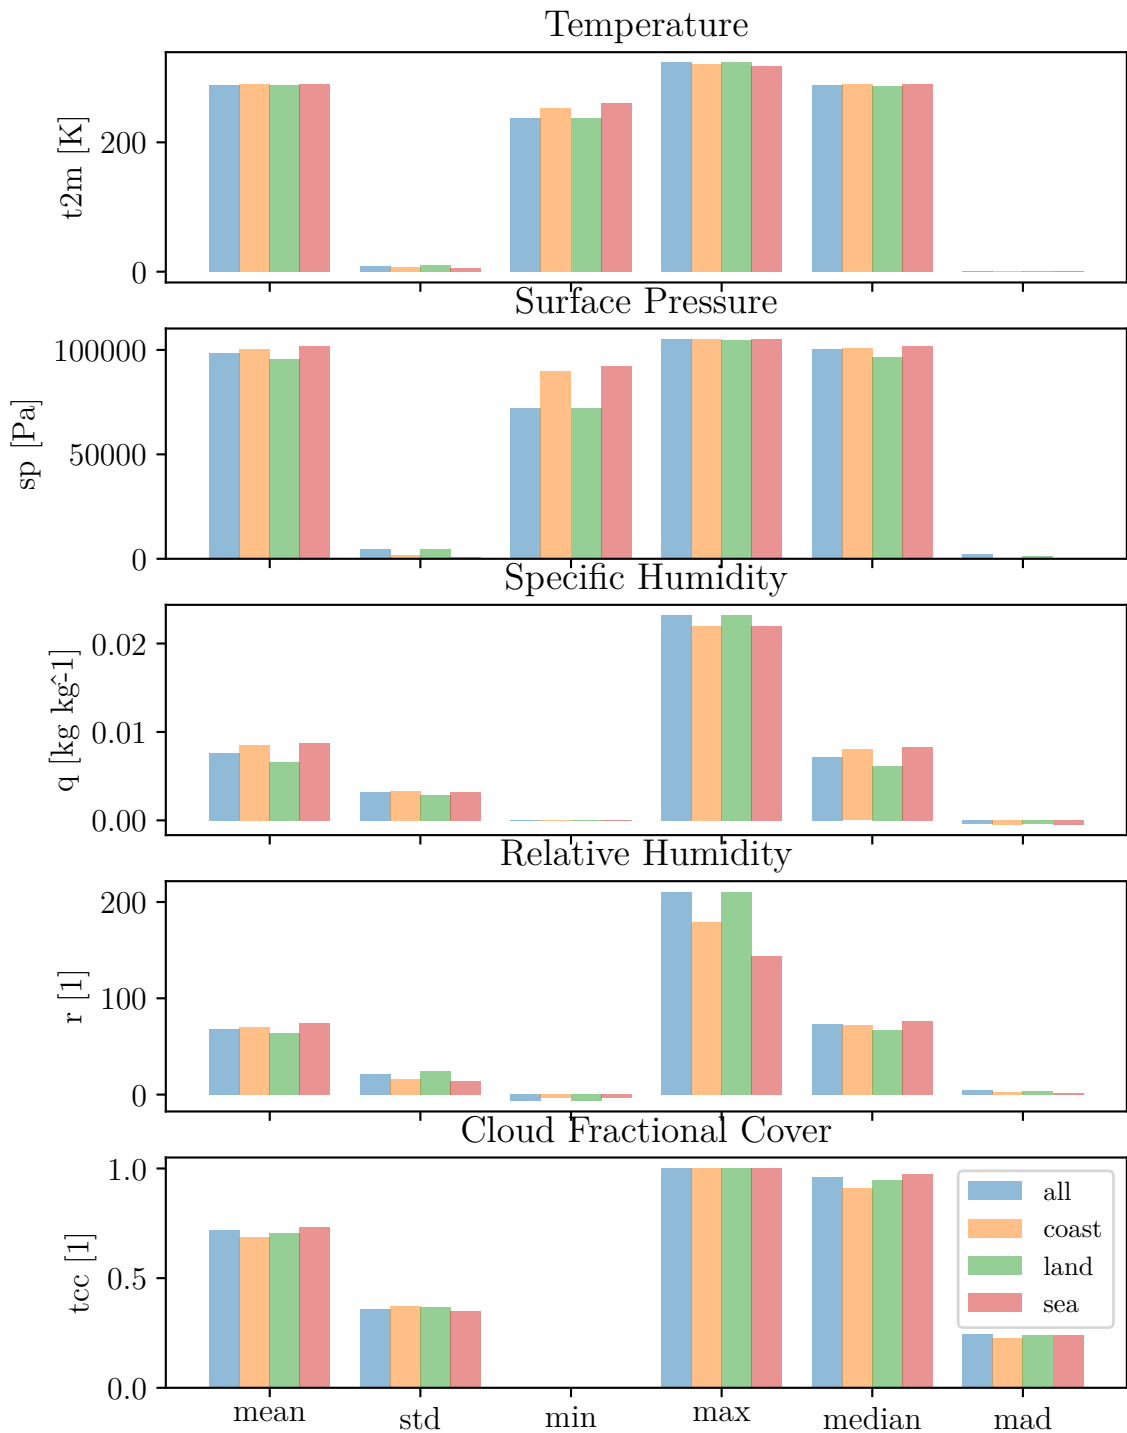 Temperature
t2m [K]
200
0
Surface Pressure
sp [Pa]
100000
50000
0
Specific Humidity
q [kg kg^-1]
0.02
0.01
0.00
Relative Humidity
r [1]
200
100
0
Cloud Fractional Cover
tcc [1]
1.0
0.5
0.0
all
coast
land
sea
mean std min max median mad